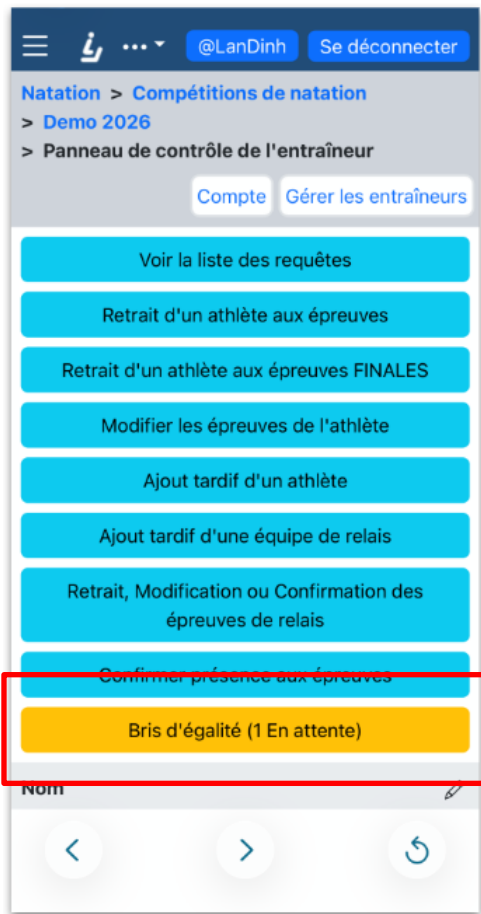 @LanDinh Se déconnecter
Natation > Compétitions de natation
> Demo 2026
> Panneau de contrôle de l'entraîneur
Compte Gérer les entraîneurs
Voir la liste des requêtes
Retrait d'un athlète aux épreuves
Retrait d'un athlète aux épreuves FINALES
Modifier les épreuves de l'athlète
Ajout tardif d'un athlète
Ajout tardif d'une équipe de relais
Retrait, Modification ou Confirmation des
épreuves de relais
Confirmer présence aux épreuves
Bris d'égalité (1 En attente)
Nom